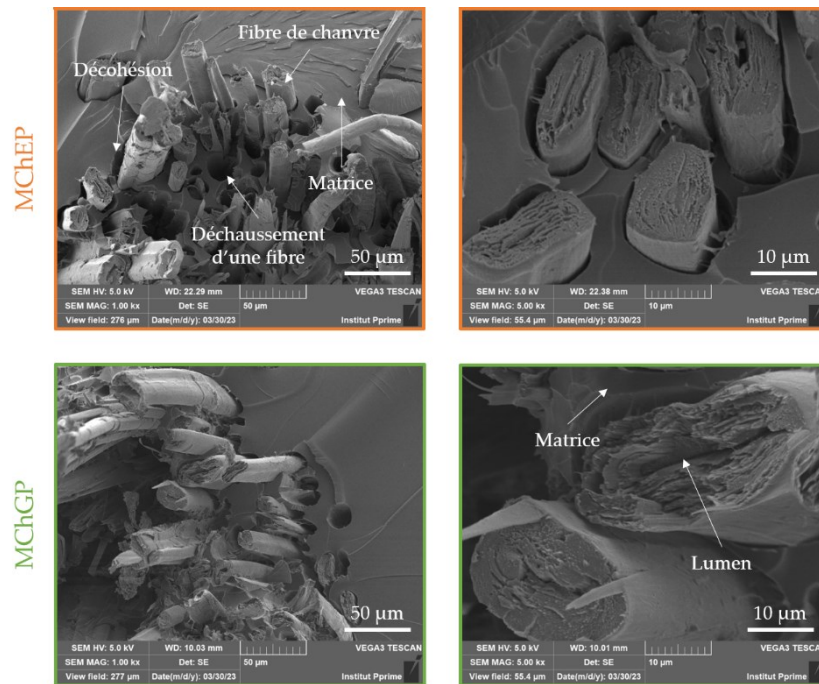 MChEP
Fibre de chanvre
Décohésion
Matrice
Déchaussement
d'une fibre
50 µm
SEM HV: 5.0 kV WD: 22.29 mm VEGA3 TESCAN
SEM MAG: 1.00 kx Det: SE 50 µm
View field: 276 µm Date(m/d/y): 03/30/23 Institut Pprime
10 µm
SEM HV: 5.0 kV WD: 22.38 mm VEGA3 TESCAN
SEM MAG: 5.00 kx Det: SE 10 µm
View field: 55.4 µm Date(m/d/y): 03/30/23 Institut Pprime
MChGP
50 µm
SEM HV: 5.0 kV WD: 10.03 mm VEGA3 TESCAN
SEM MAG: 1.00 kx Det: SE 50 µm
View field: 277 µm Date(m/d/y): 03/30/23 Institut Pprime
Matrice
Lumen
10 µm
SEM HV: 5.0 kV WD: 10.01 mm VEGA3 TESCAN
SEM MAG: 5.00 kx Det: SE 10 µm
View field: 55.4 µm Date(m/d/y): 03/30/23 Institut Pprime